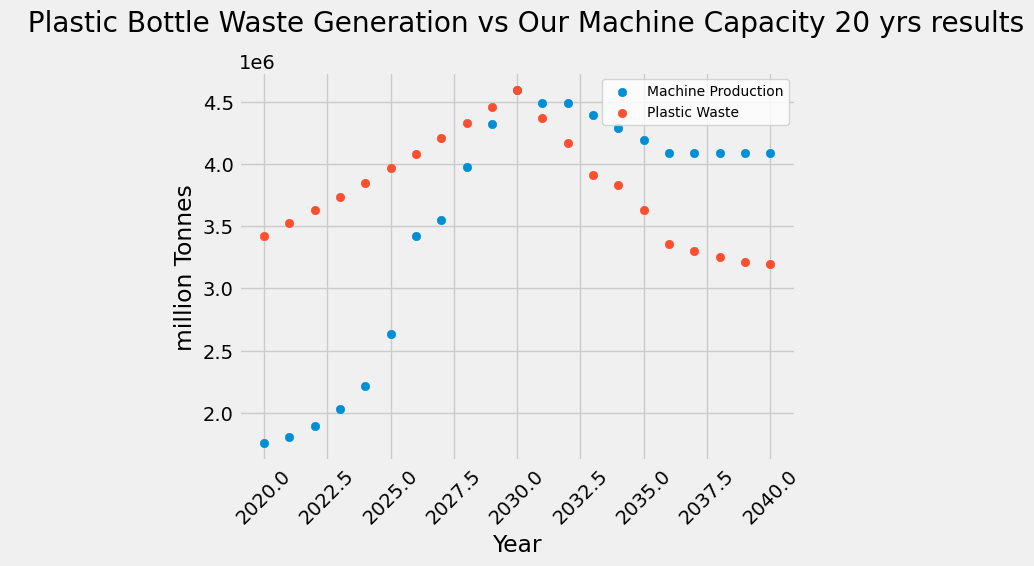 Plastic Bottle Waste Generation vs Our Machine Capacity 20 yrs results
1e6
Machine Production
Plastic Waste
4.5
4.0
3.5
3.0
2.5
2.0
million Tonnes
2020.0
2022.5
2025.0
2027.5
2030.0
2032.5
2035.0
2037.5
2040.0
Year